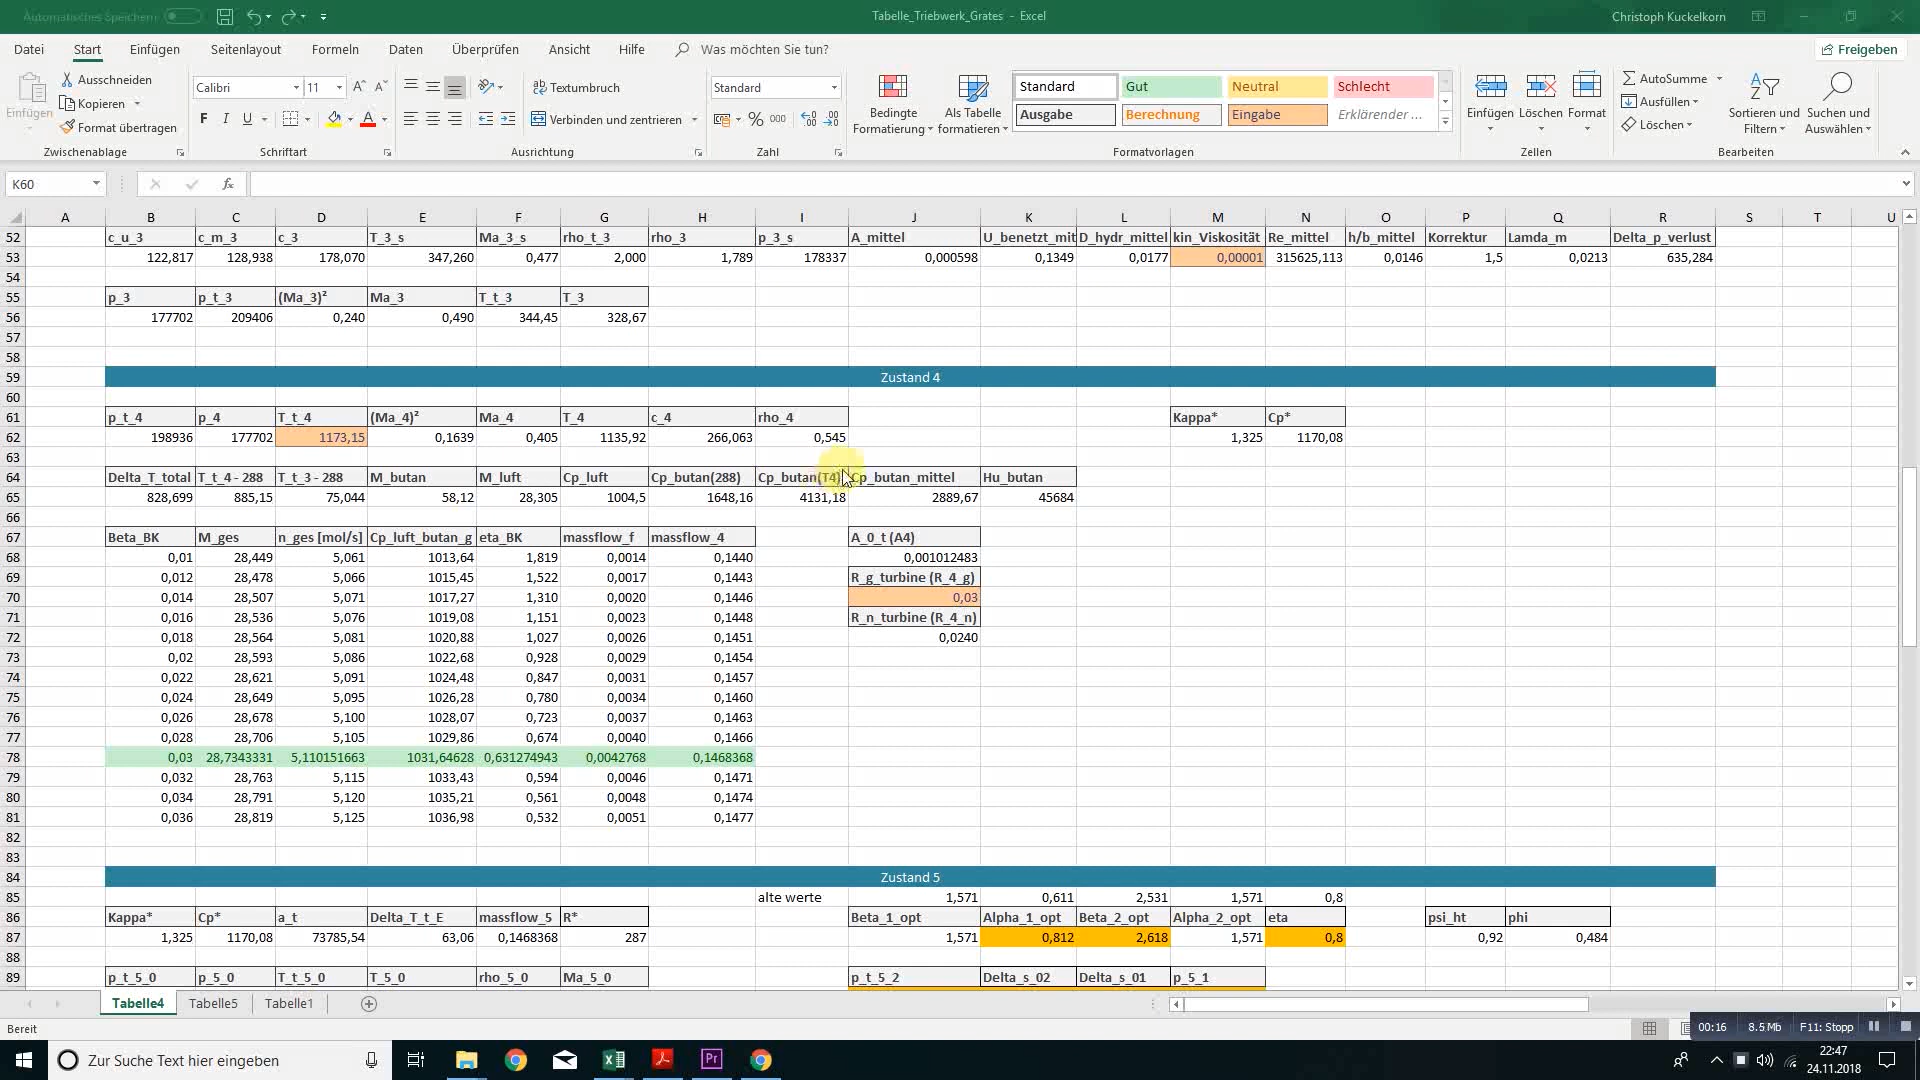 Automatisches Speichern
Tabelle_Triebwerk_Grates - Excel
Christoph Kuckelkorn
Datei Start Einfügen Seitenlayout Formeln Daten Überprüfen Ansicht Hilfe Was möchten Sie tun? Freigeben
Einfügen
Ausschneiden
Kopieren
Format übertragen
Zwischenablage
Calibri 11
F K U
Schriftart
Textumbruch
Verbinden und zentrieren
Ausrichtung
Standard
% 000
Zahl
Bedingte Formatierung
Als Tabelle formatieren
Standard Gut Neutral Schlecht
Ausgabe Berechnung Eingabe Erklärender ...
Formatvorlagen
Einfügen Löschen Format
Zellen
AutoSumme
Ausfüllen
Löschen
Sortieren und Filtern
Suchen und Auswählen
Bearbeiten
K60 fx
A B C D E F G H I J K L M N O P Q R S T U
52 c_u_3 c_m_3 c_3 T_3_s Ma_3_s rho_t_3 rho_3 p_3_s A_mittel U_benetzt_mit D_hydr_mittel kin_Viskosität Re_mittel h/b_mittel Korrektur Lamda_m Delta_p_verlust
53 122,817 128,938 178,070 347,260 0,477 2,000 1,789 178337 0,000598 0,1349 0,0177 0,00001 315625,113 0,0146 1,5 0,0213 635,284
54
55 p_3 p_t_3 (Ma_3)² Ma_3 T_t_3 T_3
56 177702 209406 0,240 0,490 344,45 328,67
57
58
59 Zustand 4
60
61 p_t_4 p_4 T_t_4 (Ma_4)² Ma_4 T_4 c_4 rho_4 Kappa* Cp*
62 198936 177702 1173,15 0,1639 0,405 1135,92 266,063 0,545 1,325 1170,08
63
64 Delta_T_total T_t_4 - 288 T_t_3 - 288 M_butan M_luft Cp_luft Cp_butan(288) Cp_butan(T4) Cp_butan_mittel Hu_butan
65 828,699 885,15 75,044 58,12 28,305 1004,5 1648,16 4131,18 2889,67 45684
66
67 Beta_BK M_ges n_ges [mol/s] Cp_luft_butan_g eta_BK massflow_f massflow_4 A_0_t (A4)
68 0,01 28,449 5,061 1013,64 1,819 0,0014 0,1440 0,001012483
69 0,012 28,478 5,066 1015,45 1,522 0,0017 0,1443 R_g_turbine (R_4_g)
70 0,014 28,507 5,071 1017,27 1,310 0,0020 0,1446 0,03
71 0,016 28,536 5,076 1019,08 1,151 0,0023 0,1448 R_n_turbine (R_4_n)
72 0,018 28,564 5,081 1020,88 1,027 0,0026 0,1451 0,0240
73 0,02 28,593 5,086 1022,68 0,928 0,0029 0,1454
74 0,022 28,621 5,091 1024,48 0,847 0,0031 0,1457
75 0,024 28,649 5,095 1026,28 0,780 0,0034 0,1460
76 0,026 28,678 5,100 1028,07 0,723 0,0037 0,1463
77 0,028 28,706 5,105 1029,86 0,674 0,0040 0,1466
78 0,03 28,7343331 5,110151663 1031,64628 0,631274943 0,0042768 0,1468368
79 0,032 28,763 5,115 1033,43 0,594 0,0046 0,1471
80 0,034 28,791 5,120 1035,21 0,561 0,0048 0,1474
81 0,036 28,819 5,125 1036,98 0,532 0,0051 0,1477
82
83
84 Zustand 5
85 alte werte 1,571 0,611 2,531 1,571 0,8
86 Kappa* Cp* a_t Delta_T_t_E massflow_5 R* Beta_1_opt Alpha_1_opt Beta_2_opt Alpha_2_opt eta psi_ht phi
87 1,325 1170,08 73785,54 63,06 0,1468368 287 1,571 0,812 2,618 1,571 0,8 0,92 0,484
88
89 p_t_5_0 p_5_0 T_t_5_0 T_5_0 rho_5_0 Ma_5_0 p_t_5_2 Delta_s_02 Delta_s_01 p_5_1
Tabelle4 Tabelle5 Tabelle1
Bereit
00:16 8.5 Mb F11: Stopp
Zur Suche Text hier eingeben
22:47
24.11.2018